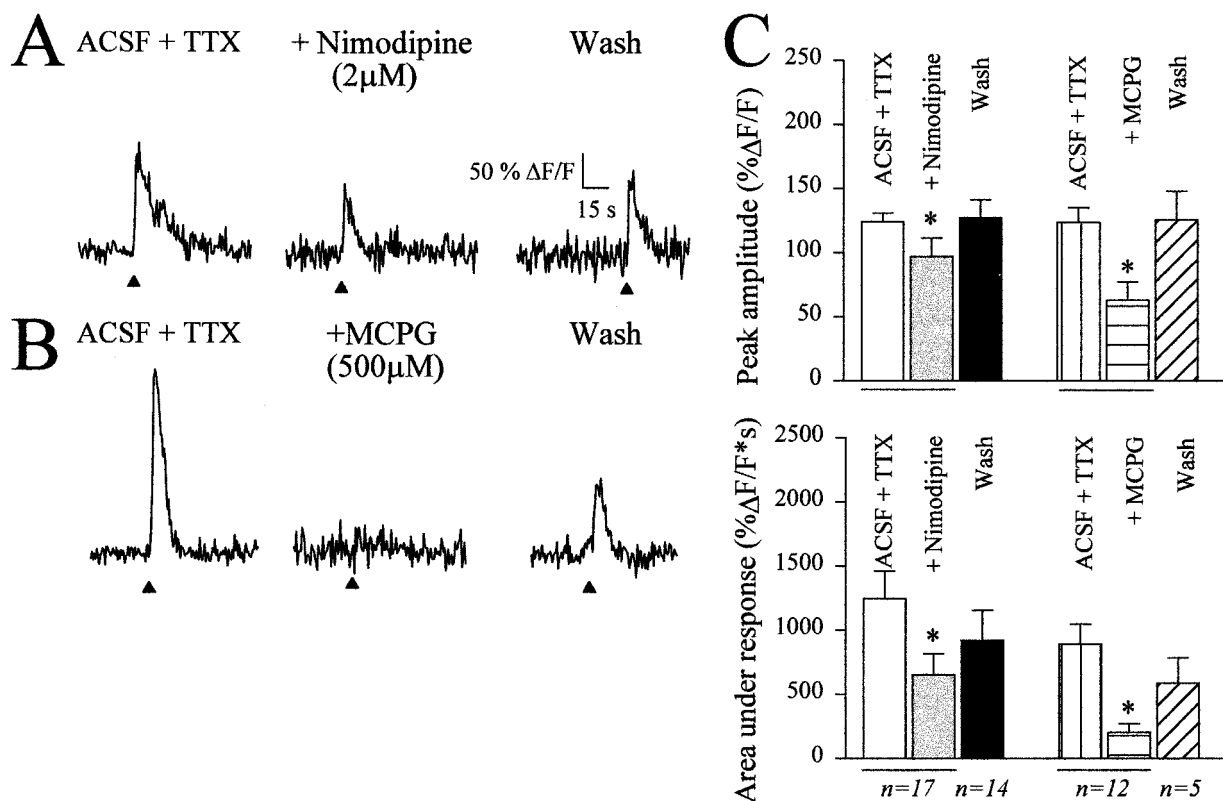 A
ACSF + TTX
+ Nimodipine
(2μM)
Wash
50 % ΔF/F
15 s
B
ACSF + TTX
+MCPG
(500μM)
Wash
C
Peak amplitude (%ΔF/F)
250
200
150
100
50
0
ACSF + TTX
+ Nimodipine
Wash
ACSF + TTX
+ MCPG
Wash
*
*
Area under response (%ΔF/F*s)
2500
2000
1500
1000
500
0
ACSF + TTX
+ Nimodipine
Wash
ACSF + TTX
+ MCPG
Wash
*
*
n=17
n=14
n=12
n=5